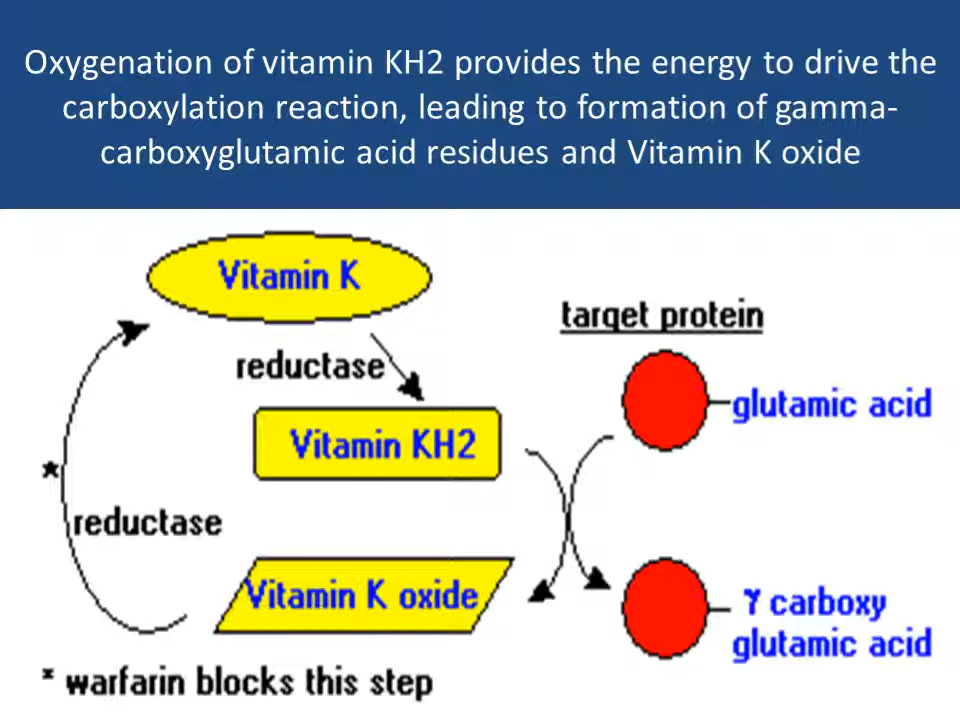 Oxygenation of vitamin KH2 provides the energy to drive the
carboxylation reaction, leading to formation of gamma-
carboxyglutamic acid residues and Vitamin K oxide
Vitamin K
target protein
reductase
glutamic acid
Vitamin KH2
*
reductase
Vitamin K oxide
γ carboxy
glutamic acid
* warfarin blocks this step